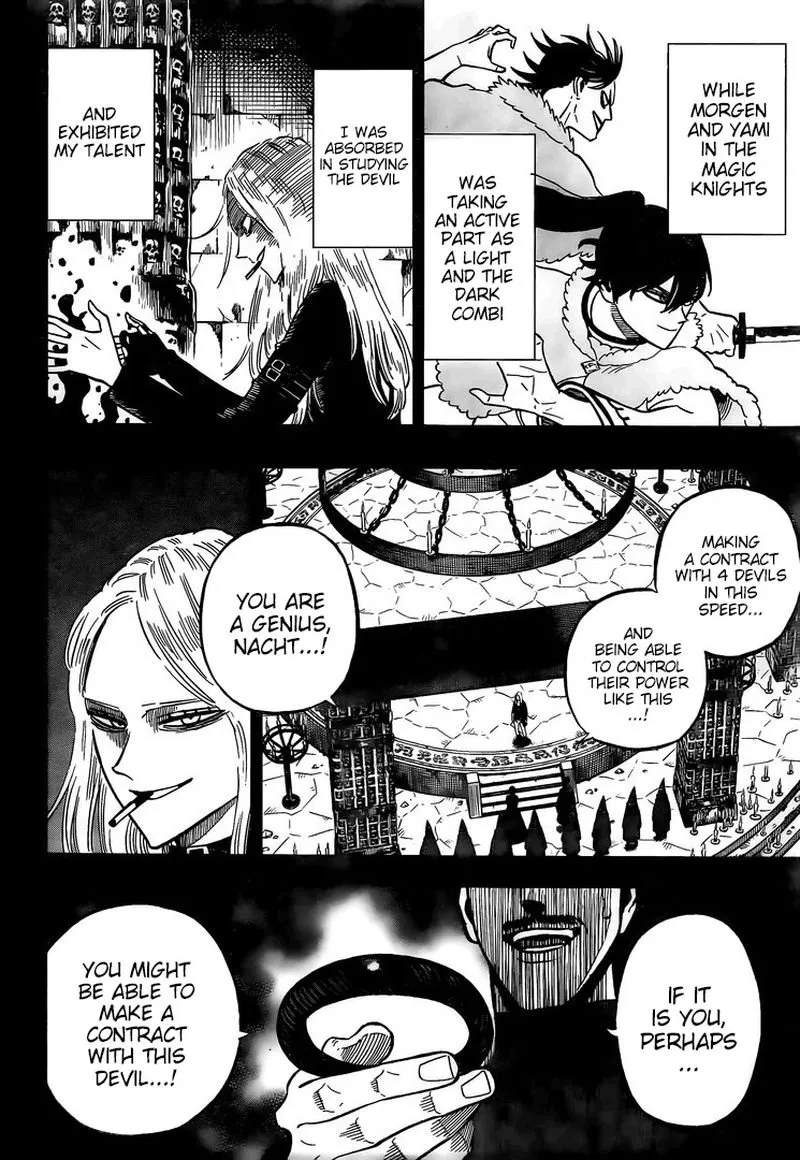 WHILE
MORGEN
AND YAMI
IN THE
MAGIC
KNIGHTS
WAS
TAKING
AN ACTIVE
PART AS
A LIGHT
AND THE
DARK
COMBI
I WAS
ABSORBED
IN STUDYING
THE DEVIL
AND
EXHIBITED
MY TALENT
MAKING
A CONTRACT
WITH 4 DEVILS
IN THIS
SPEED...
AND
BEING ABLE
TO CONTROL
THEIR POWER
LIKE THIS
...!
YOU ARE
A GENIUS,
NACHT...!
IF IT
IS YOU,
PERHAPS
...
YOU MIGHT
BE ABLE TO
MAKE A
CONTRACT
WITH THIS
DEVIL...!